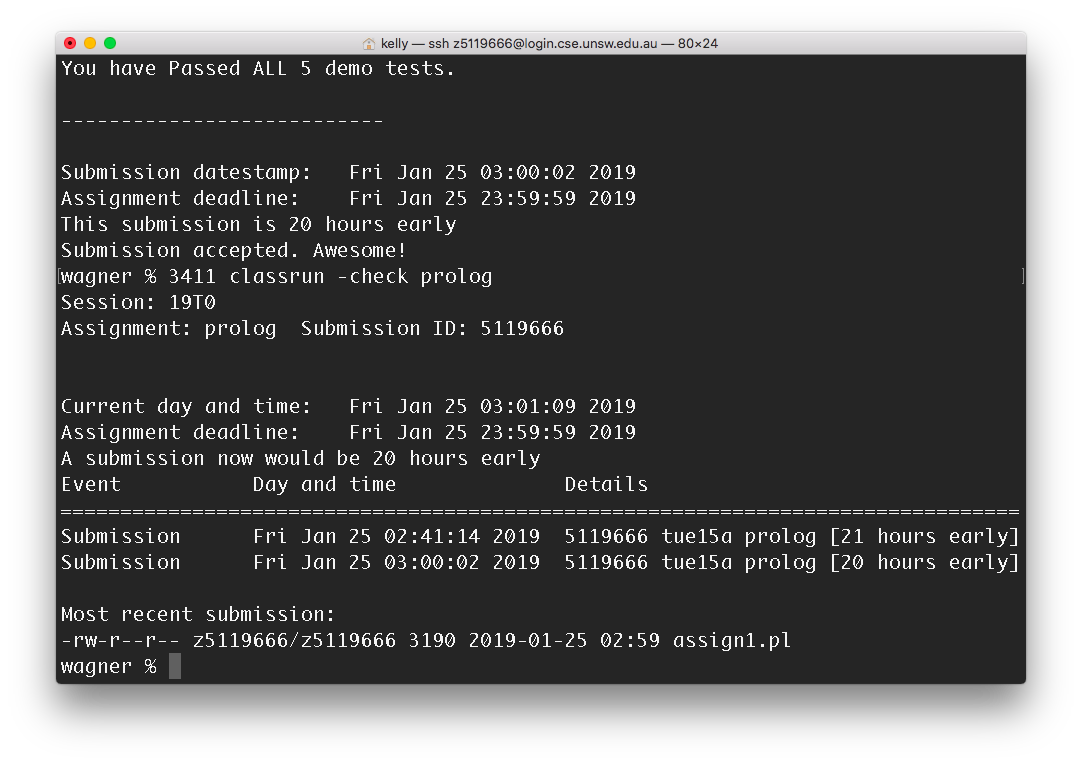 kelly — ssh z5119666@login.cse.unsw.edu.au — 80×24
You have Passed ALL 5 demo tests.
---------------------------
Submission datestamp:   Fri Jan 25 03:00:02 2019
Assignment deadline:    Fri Jan 25 23:59:59 2019
This submission is 20 hours early
Submission accepted. Awesome!
[wagner % 3411 classrun -check prolog                                            ]
Session: 19T0
Assignment: prolog  Submission ID: 5119666
Current day and time:   Fri Jan 25 03:01:09 2019
Assignment deadline:    Fri Jan 25 23:59:59 2019
A submission now would be 20 hours early
Event           Day and time              Details
================================================================================
Submission      Fri Jan 25 02:41:14 2019  5119666 tue15a prolog [21 hours early]
Submission      Fri Jan 25 03:00:02 2019  5119666 tue15a prolog [20 hours early]
Most recent submission:
-rw-r--r-- z5119666/z5119666 3190 2019-01-25 02:59 assign1.pl
wagner %